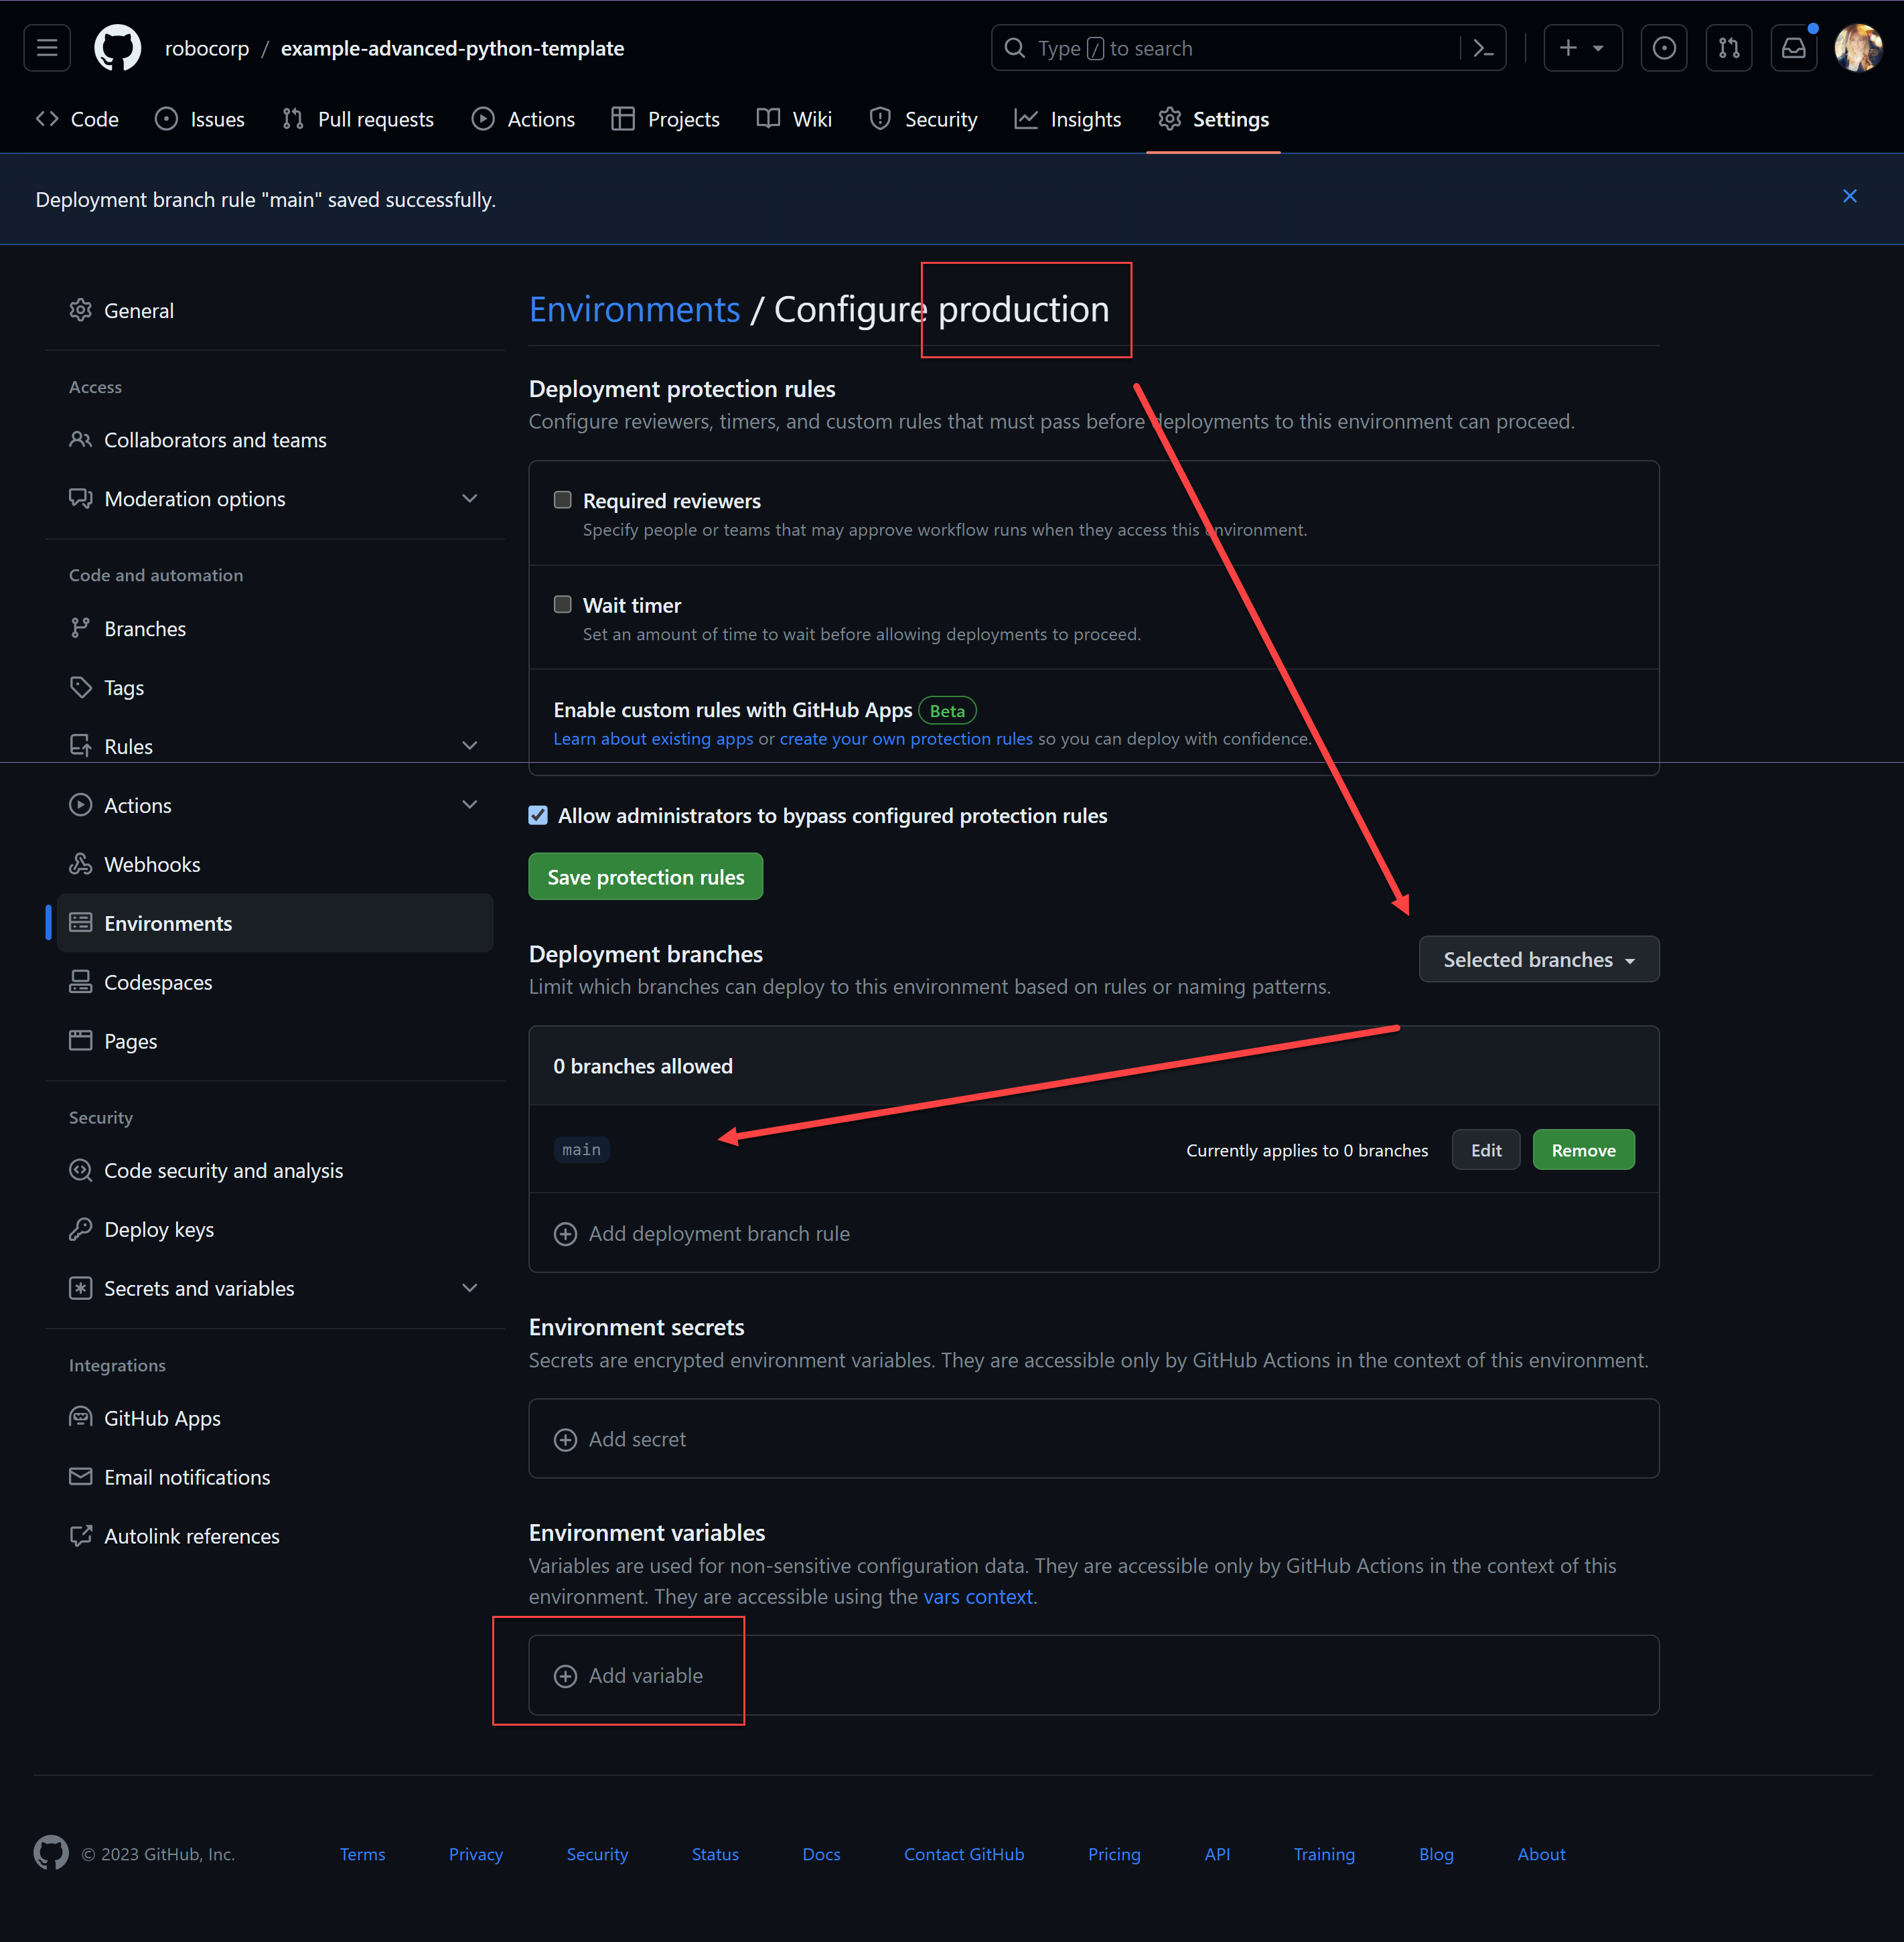 robocorp / example-advanced-python-template
Type / to search
Code Issues Pull requests Actions Projects Wiki Security Insights Settings
Deployment branch rule "main" saved successfully.
General
Access
Collaborators and teams
Moderation options
Code and automation
Branches
Tags
Rules
Actions
Webhooks
Environments
Codespaces
Pages
Security
Code security and analysis
Deploy keys
Secrets and variables
Integrations
GitHub Apps
Email notifications
Autolink references
Environments / Configure production
Deployment protection rules
Configure reviewers, timers, and custom rules that must pass before deployments to this environment can proceed.
Required reviewers
Specify people or teams that may approve workflow runs when they access this environment.
Wait timer
Set an amount of time to wait before allowing deployments to proceed.
Enable custom rules with GitHub Apps Beta
Learn about existing apps or create your own protection rules so you can deploy with confidence.
Allow administrators to bypass configured protection rules
Save protection rules
Deployment branches
Limit which branches can deploy to this environment based on rules or naming patterns.
Selected branches
0 branches allowed
main Currently applies to 0 branches Edit Remove
Add deployment branch rule
Environment secrets
Secrets are encrypted environment variables. They are accessible only by GitHub Actions in the context of this environment.
Add secret
Environment variables
Variables are used for non-sensitive configuration data. They are accessible only by GitHub Actions in the context of this
environment. They are accessible using the vars context.
Add variable
© 2023 GitHub, Inc. Terms Privacy Security Status Docs Contact GitHub Pricing API Training Blog About